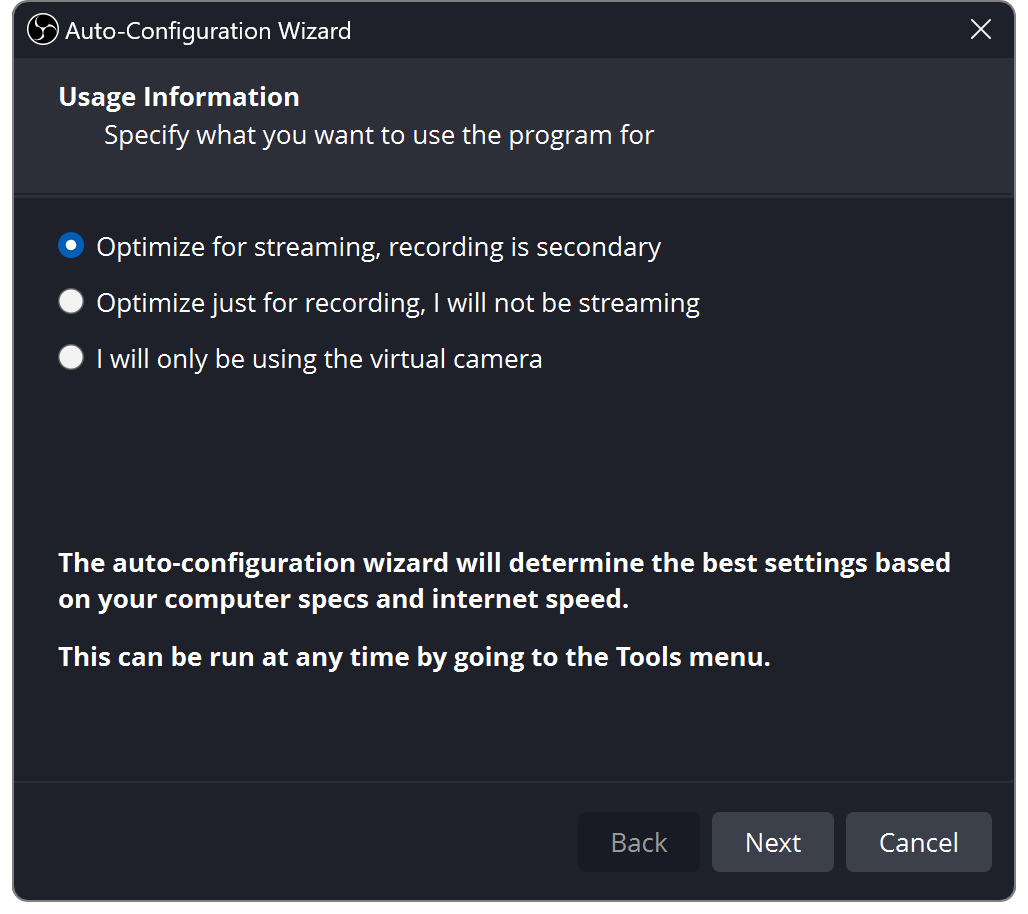 Auto-Configuration Wizard
Usage Information
Specify what you want to use the program for
Optimize for streaming, recording is secondary
Optimize just for recording, I will not be streaming
I will only be using the virtual camera
The auto-configuration wizard will determine the best settings based
on your computer specs and internet speed.
This can be run at any time by going to the Tools menu.
Back Next Cancel